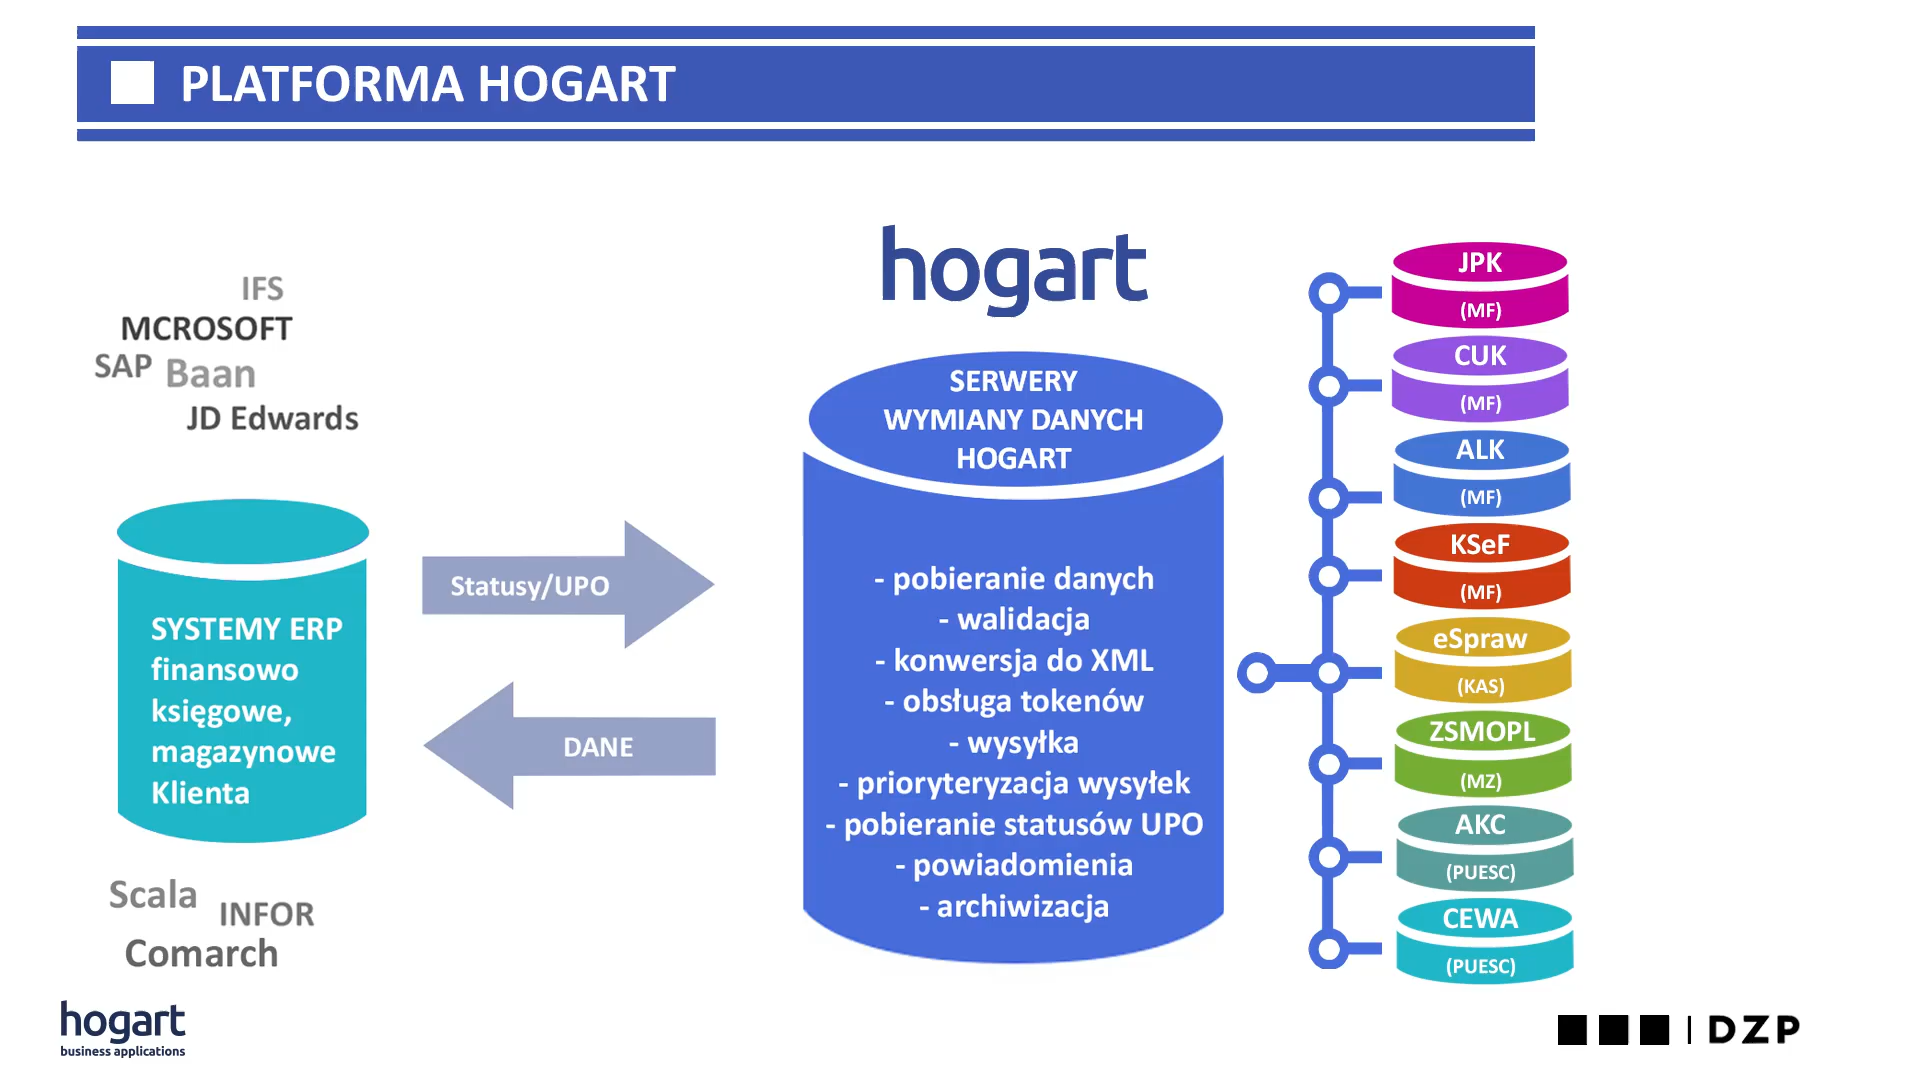 PLATFORMA HOGART
IFS
MCROSOFT
SAP Baan
JD Edwards
SYSTEMY ERP
finansowo
księgowe,
magazynowe
Klienta
Scala
INFOR
Comarch
Statusy/UPO
DANE
hogart
SERWERY
WYMIANY DANYCH
HOGART
- pobieranie danych
- walidacja
- konwersja do XML
- obsługa tokenów
- wysyłka
- prioryteryzacja wysyłek
- pobieranie statusów UPO
- powiadomienia
- archiwizacja
JPK
(MF)
CUK
(MF)
ALK
(MF)
KSeF
(MF)
eSpraw
(KAS)
ZSMOPL
(MZ)
AKC
(PUESC)
CEWA
(PUESC)
hogart
business applications
DZP